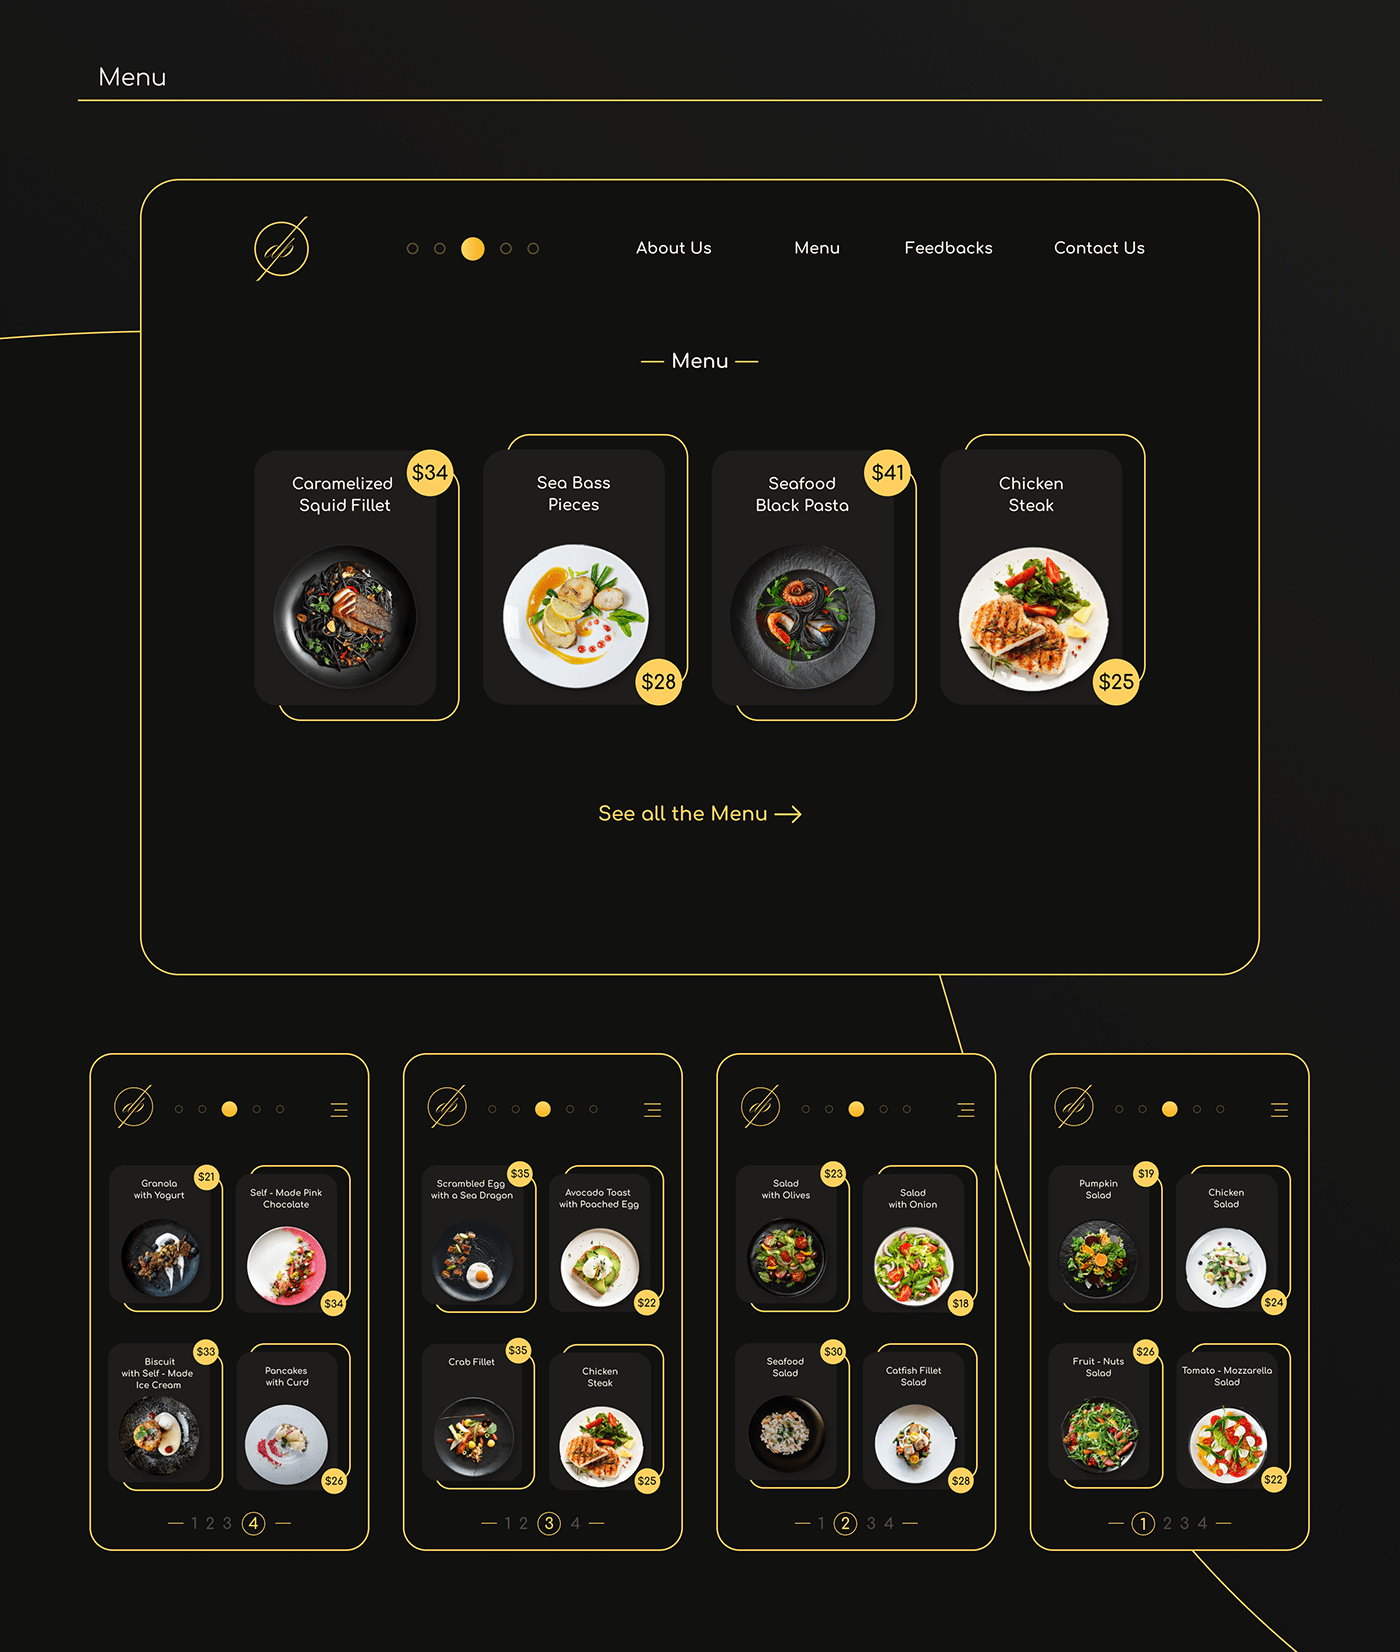 Menu
dp
About Us
Menu
Feedbacks
Contact Us
— Menu —
Caramelized
Squid Fillet
$34
Sea Bass
Pieces
$28
Seafood
Black Pasta
$41
Chicken
Steak
$25
See all the Menu →
dp
Granola
with Yogurt
$21
Self - Made Pink
Chocolate
$34
Biscuit
with Self - Made
Ice Cream
$33
Pancakes
with Curd
$26
— 1 2 3 4 —
dp
Scrambled Egg
with a Sea Dragon
$35
Avocado Toast
with Poached Egg
$22
Crab Fillet
$35
Chicken
Steak
$25
— 1 2 3 4 —
dp
Salad
with Olives
$23
Salad
with Onion
$18
Seafood
Salad
$30
Catfish Fillet
Salad
$28
— 1 2 3 4 —
dp
Pumpkin
Salad
$19
Chicken
Salad
$24
Fruit - Nuts
Salad
$26
Tomato - Mozzarella
Salad
$22
— 1 2 3 4 —